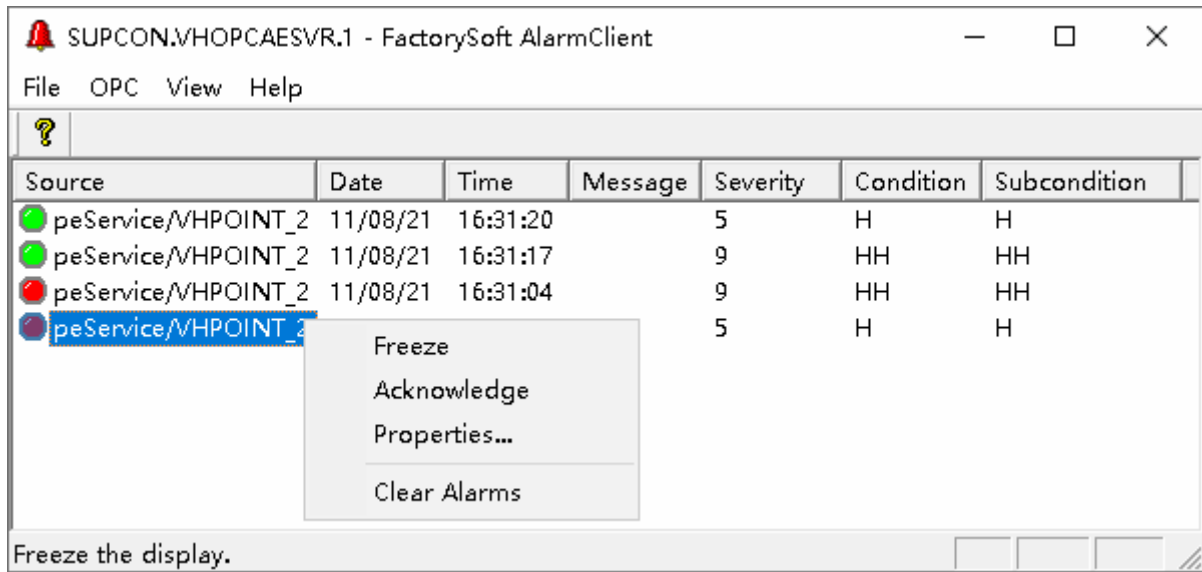 SUPCON.VHOPCAESVR.1 - FactorySoft AlarmClient
File OPC View Help
Source Date Time Message Severity Condition Subcondition
peService/VHPOINT_2 11/08/21 16:31:20 5 H H
peService/VHPOINT_2 11/08/21 16:31:17 9 HH HH
peService/VHPOINT_2 11/08/21 16:31:04 9 HH HH
peService/VHPOINT_2 5 H H
Freeze
Acknowledge
Properties...
Clear Alarms
Freeze the display.